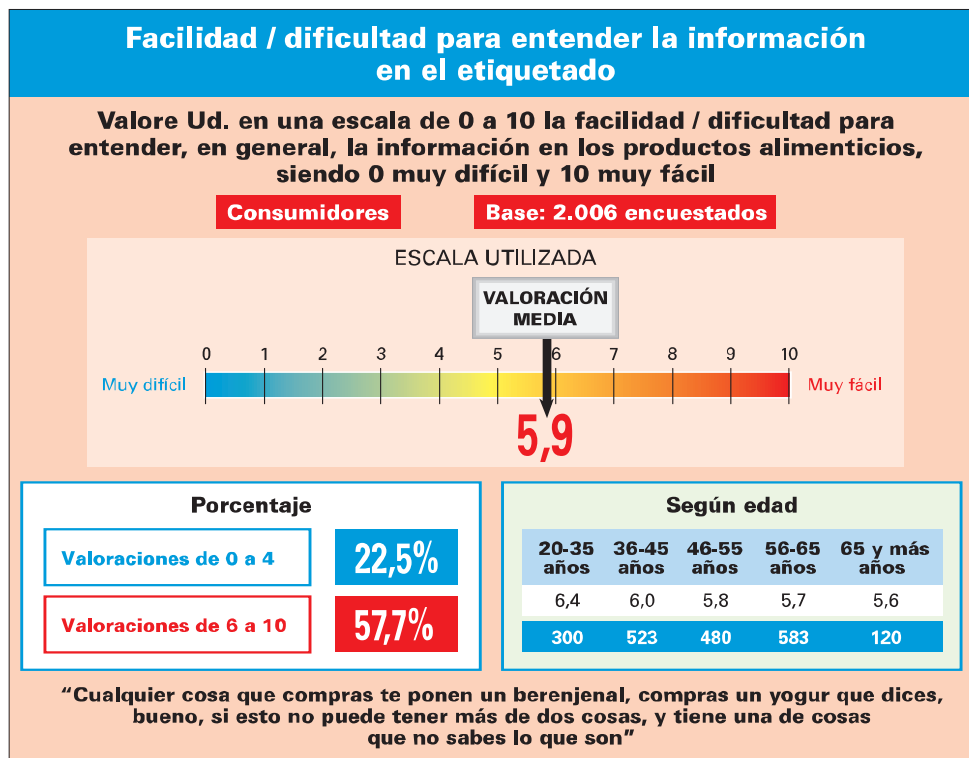 Facilidad / dificultad para entender la información
en el etiquetado
Valore Ud. en una escala de 0 a 10 la facilidad / dificultad para
entender, en general, la información en los productos alimenticios,
siendo 0 muy difícil y 10 muy fácil
Consumidores Base: 2.006 encuestados
ESCALA UTILIZADA
VALORACIÓN
MEDIA
0 1 2 3 4 5 6 7 8 9 10
Muy difícil Muy fácil
5,9
Porcentaje
Valoraciones de 0 a 4 22,5%
Valoraciones de 6 a 10 57,7%
Según edad
20-35 36-45 46-55 56-65 65 y más
años años años años años
6,4 6,0 5,8 5,7 5,6
300 523 480 583 120
“Cualquier cosa que compras te ponen un berenjenal, compras un yogur que dices,
bueno, si esto no puede tener más de dos cosas, y tiene una de cosas
que no sabes lo que son”